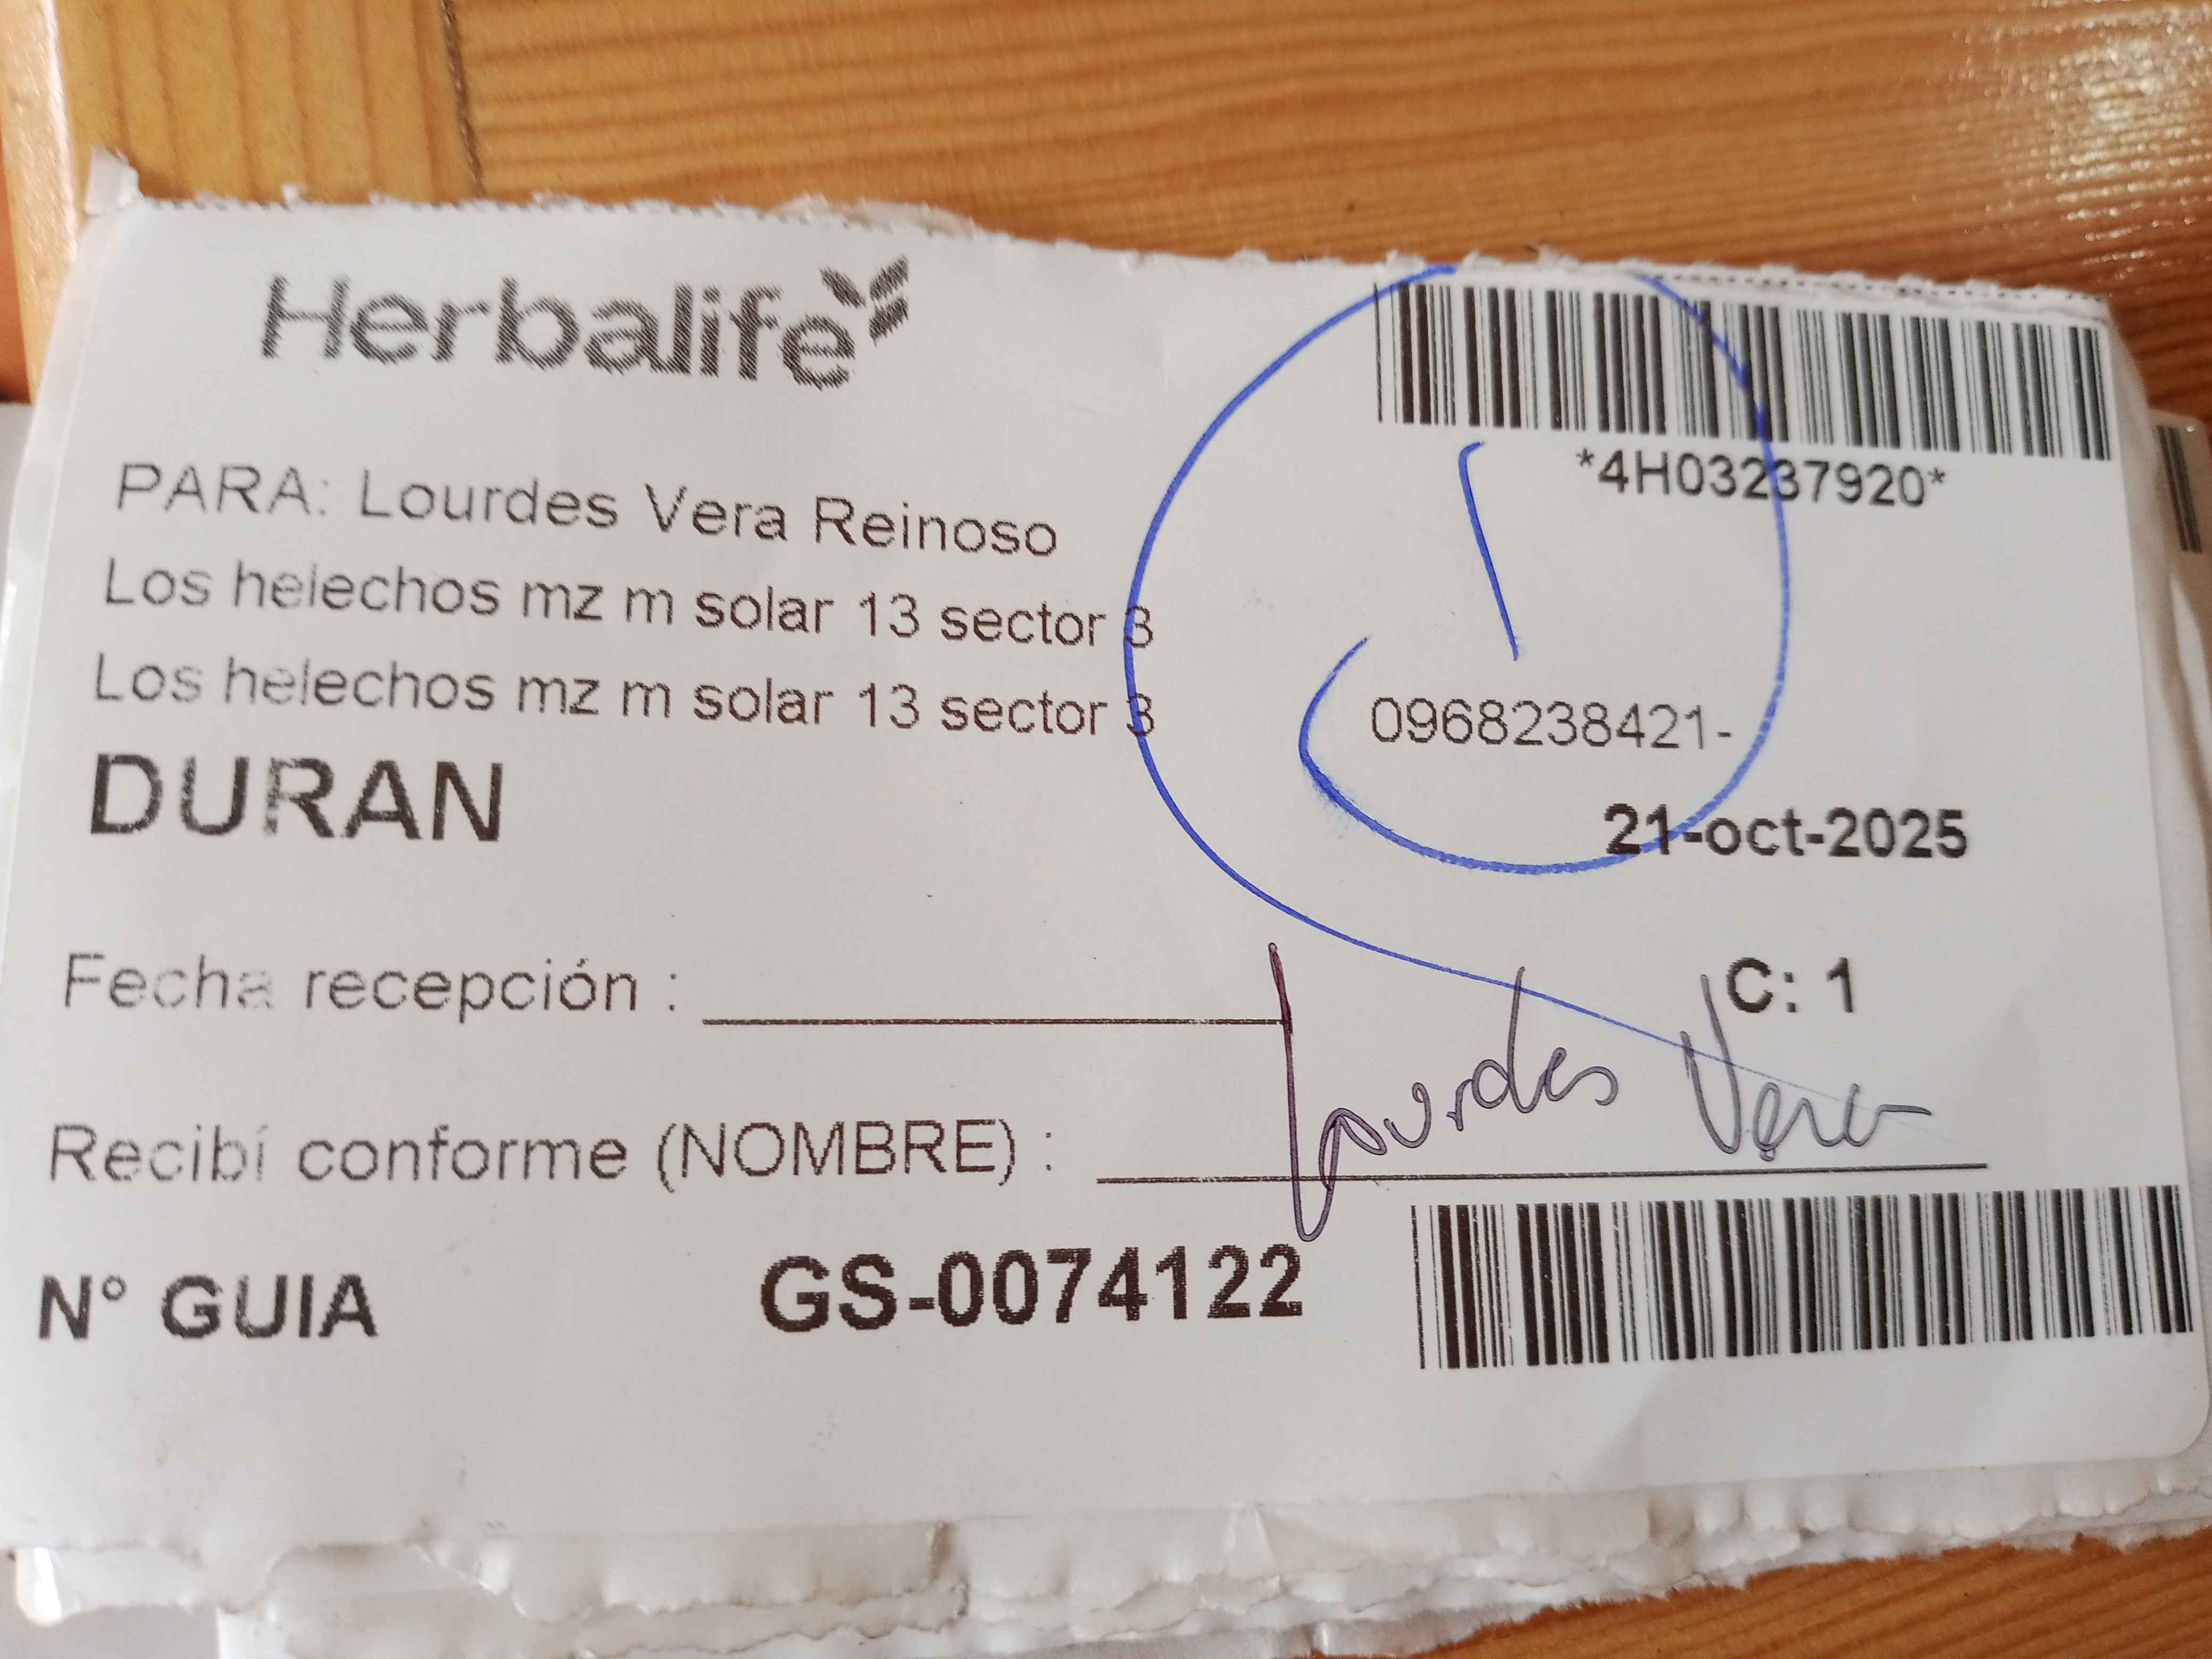 Herbalife
*4H03237920*
PARA: Lourdes Vera Reinoso
Los helechos mz m solar 13 sector 3
Los helechos mz m solar 13 sector 3
0968238421-
DURAN
21-oct-2025
C: 1
Fecha recepción :
Recibí conforme (NOMBRE) : Lourdes Vera
N° GUIA GS-0074122